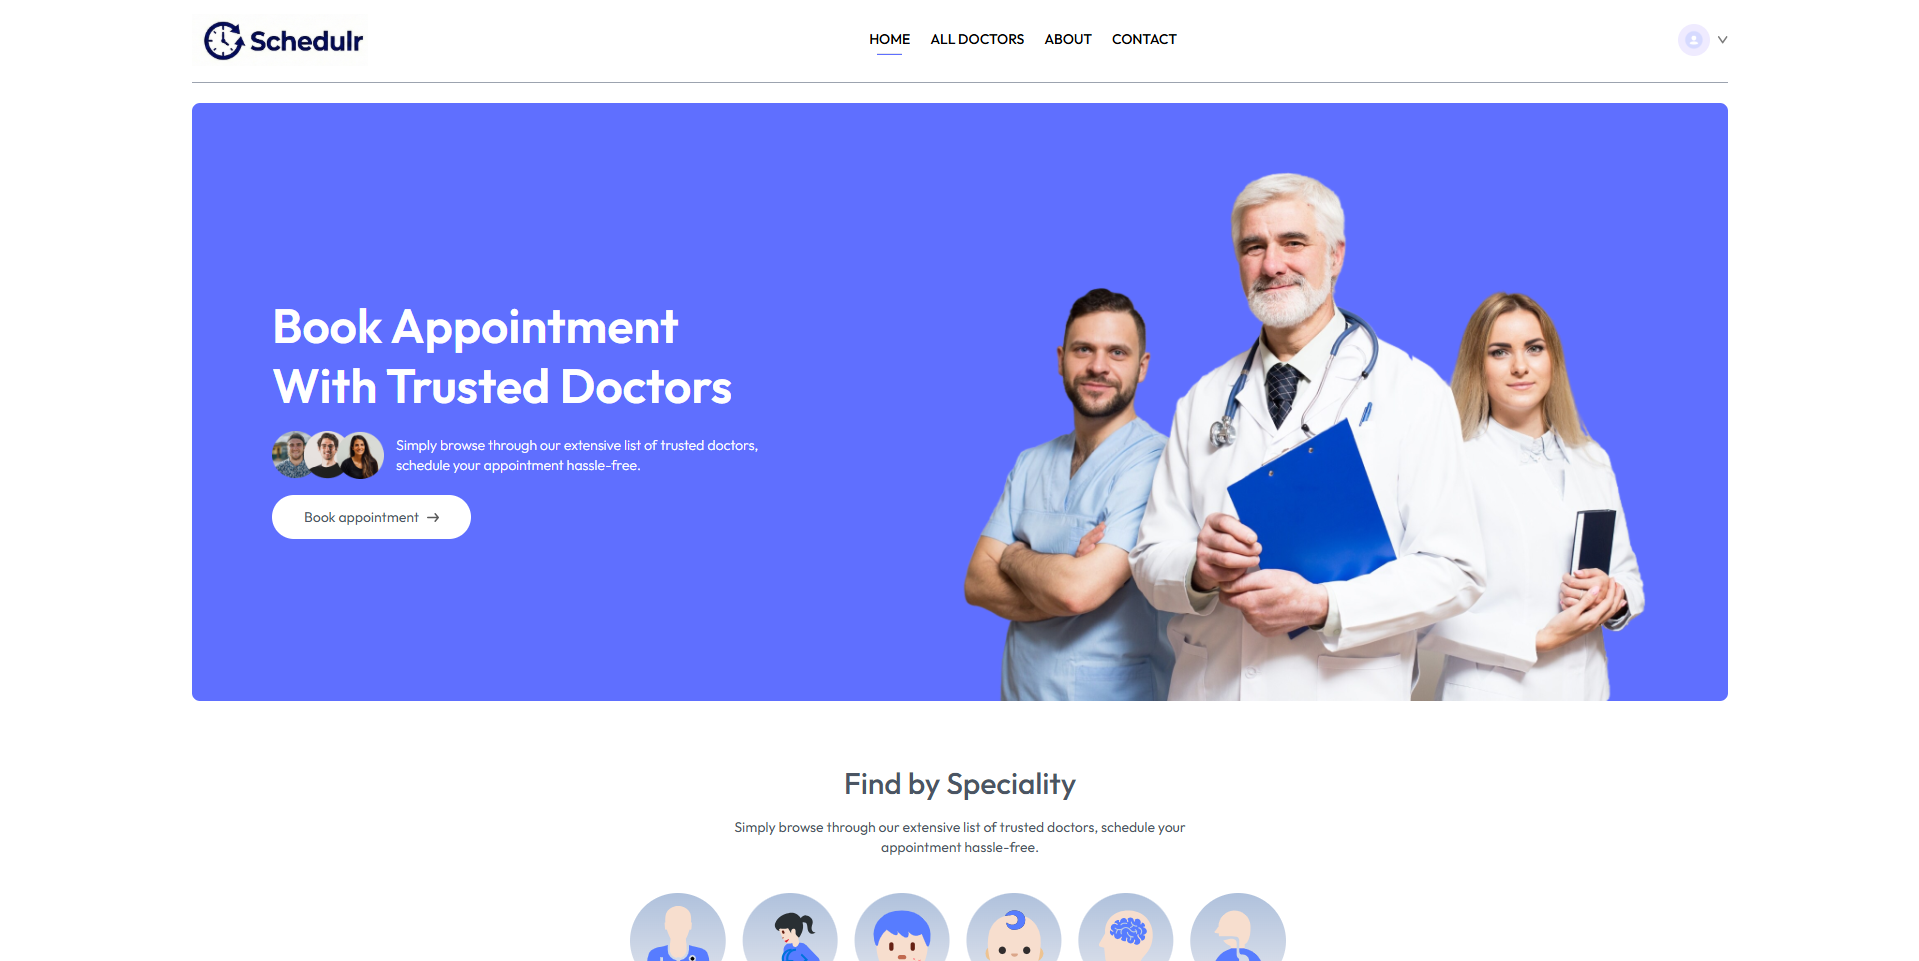 Schedulr
HOME
ALL DOCTORS
ABOUT
CONTACT
Book Appointment
With Trusted Doctors
Simply browse through our extensive list of trusted doctors,
schedule your appointment hassle-free.
Book appointment →
Find by Speciality
Simply browse through our extensive list of trusted doctors, schedule your
appointment hassle-free.